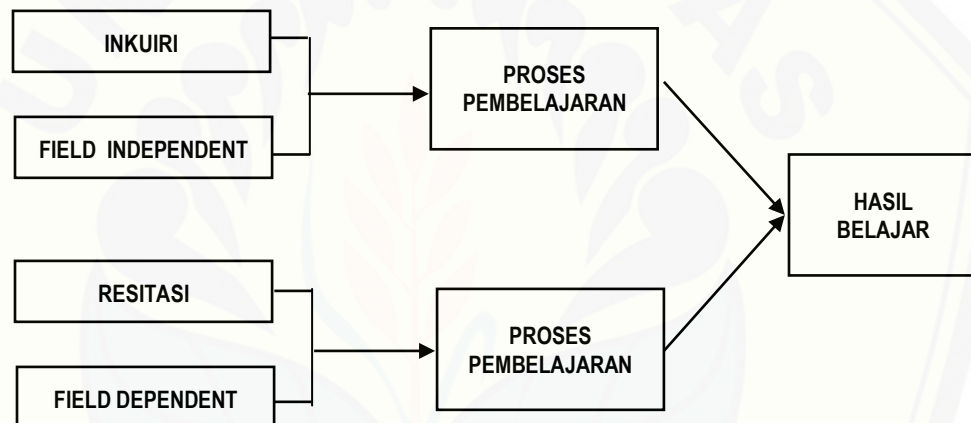 INKUIRI
FIELD INDEPENDENT
PROSES
PEMBELAJARAN
HASIL
BELAJAR
RESITASI
FIELD DEPENDENT
PROSES
PEMBELAJARAN